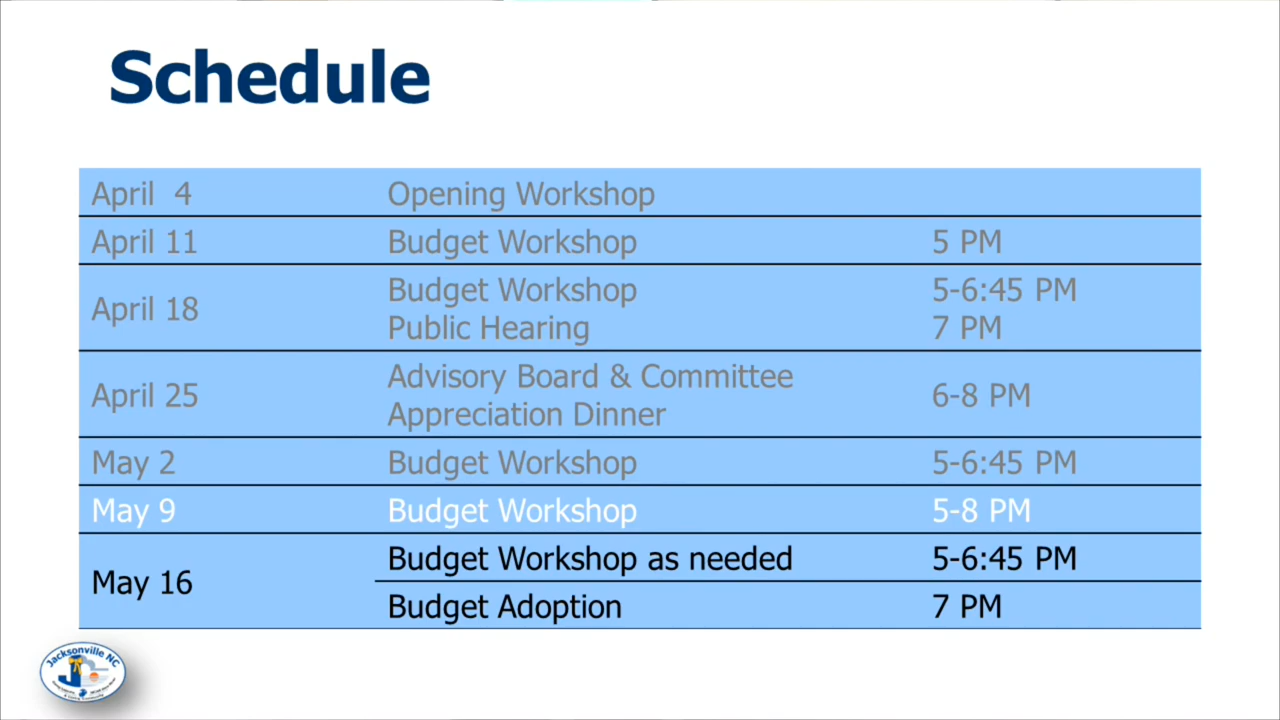 Schedule
April 4 Opening Workshop
April 11 Budget Workshop 5 PM
April 18 Budget Workshop 5-6:45 PM
Public Hearing 7 PM
April 25 Advisory Board & Committee 6-8 PM
Appreciation Dinner
May 2 Budget Workshop 5-6:45 PM
May 9 Budget Workshop 5-8 PM
May 16 Budget Workshop as needed 5-6:45 PM
Budget Adoption 7 PM
Jacksonville NC